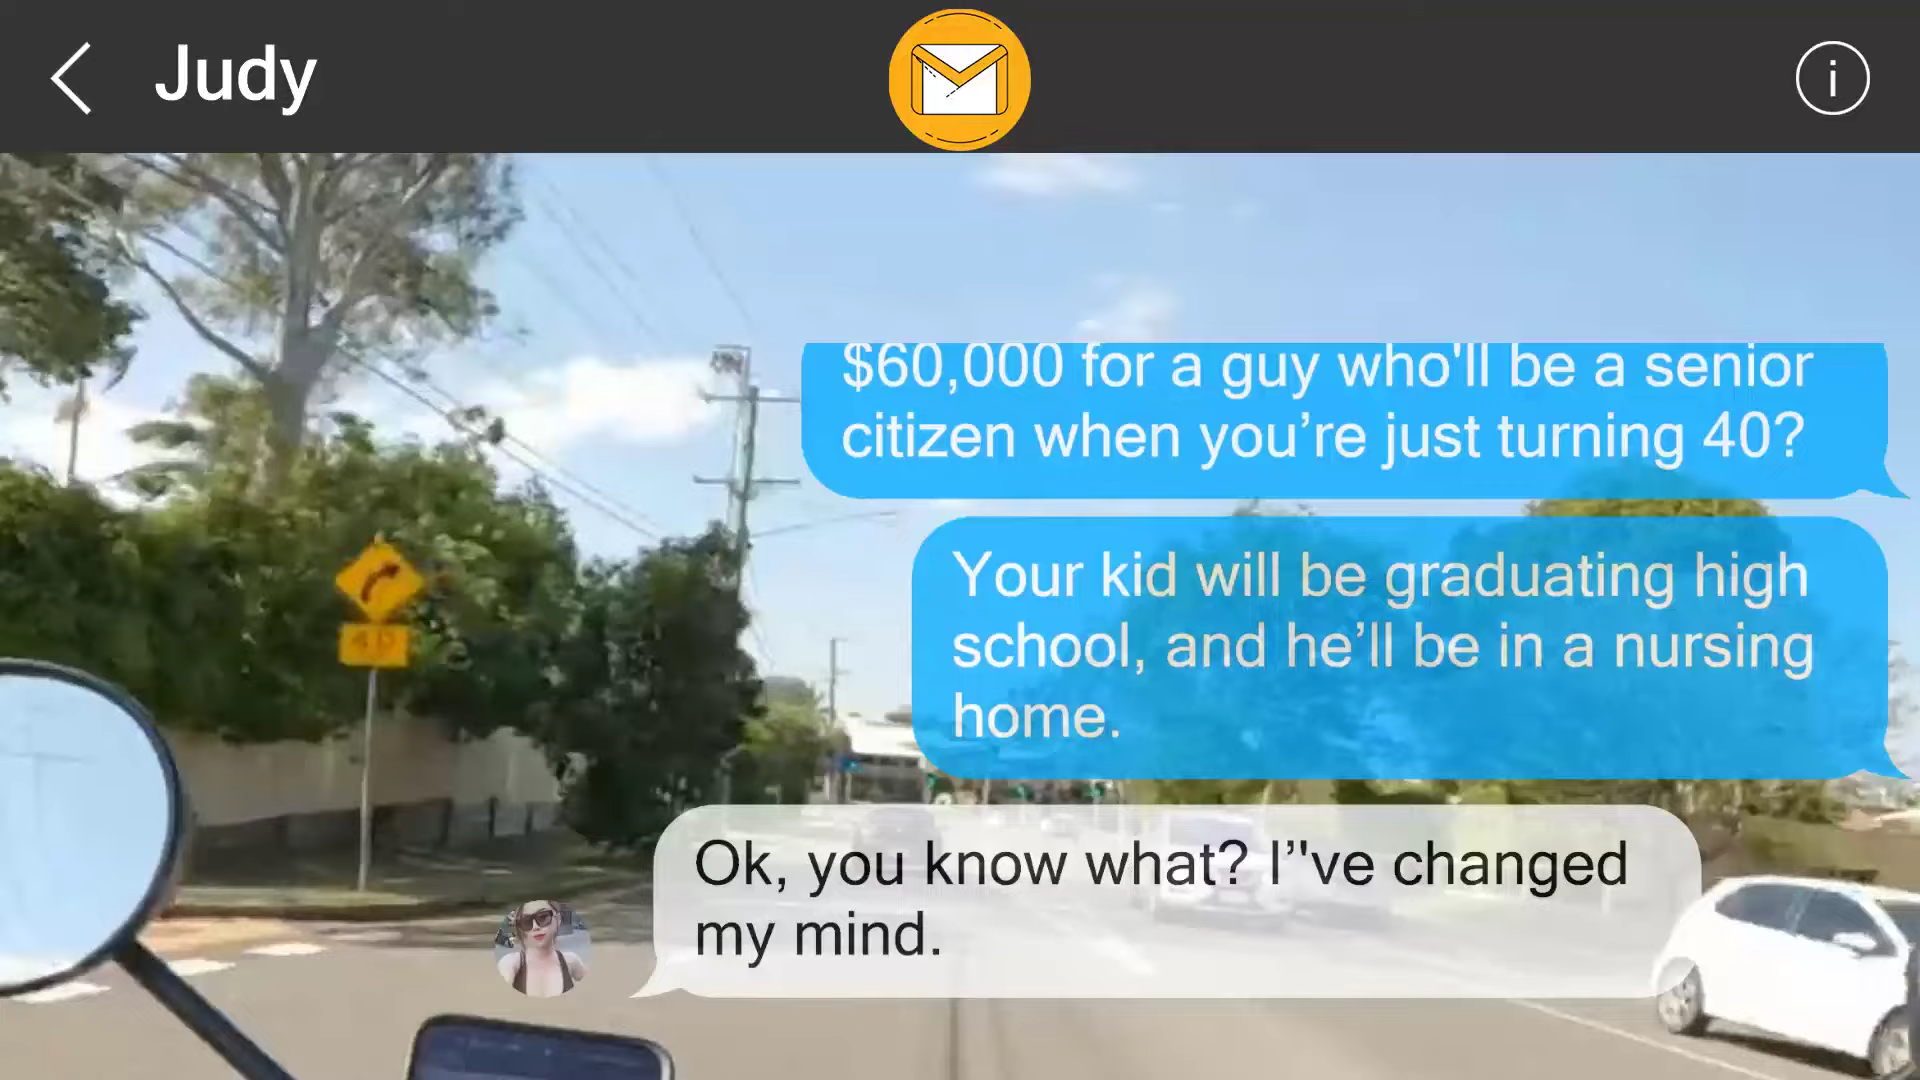 Judy
i
$60,000 for a guy who'll be a senior
citizen when you’re just turning 40?
Your kid will be graduating high
school, and he’ll be in a nursing
home.
40
Ok, you know what? I”'ve changed
my mind.